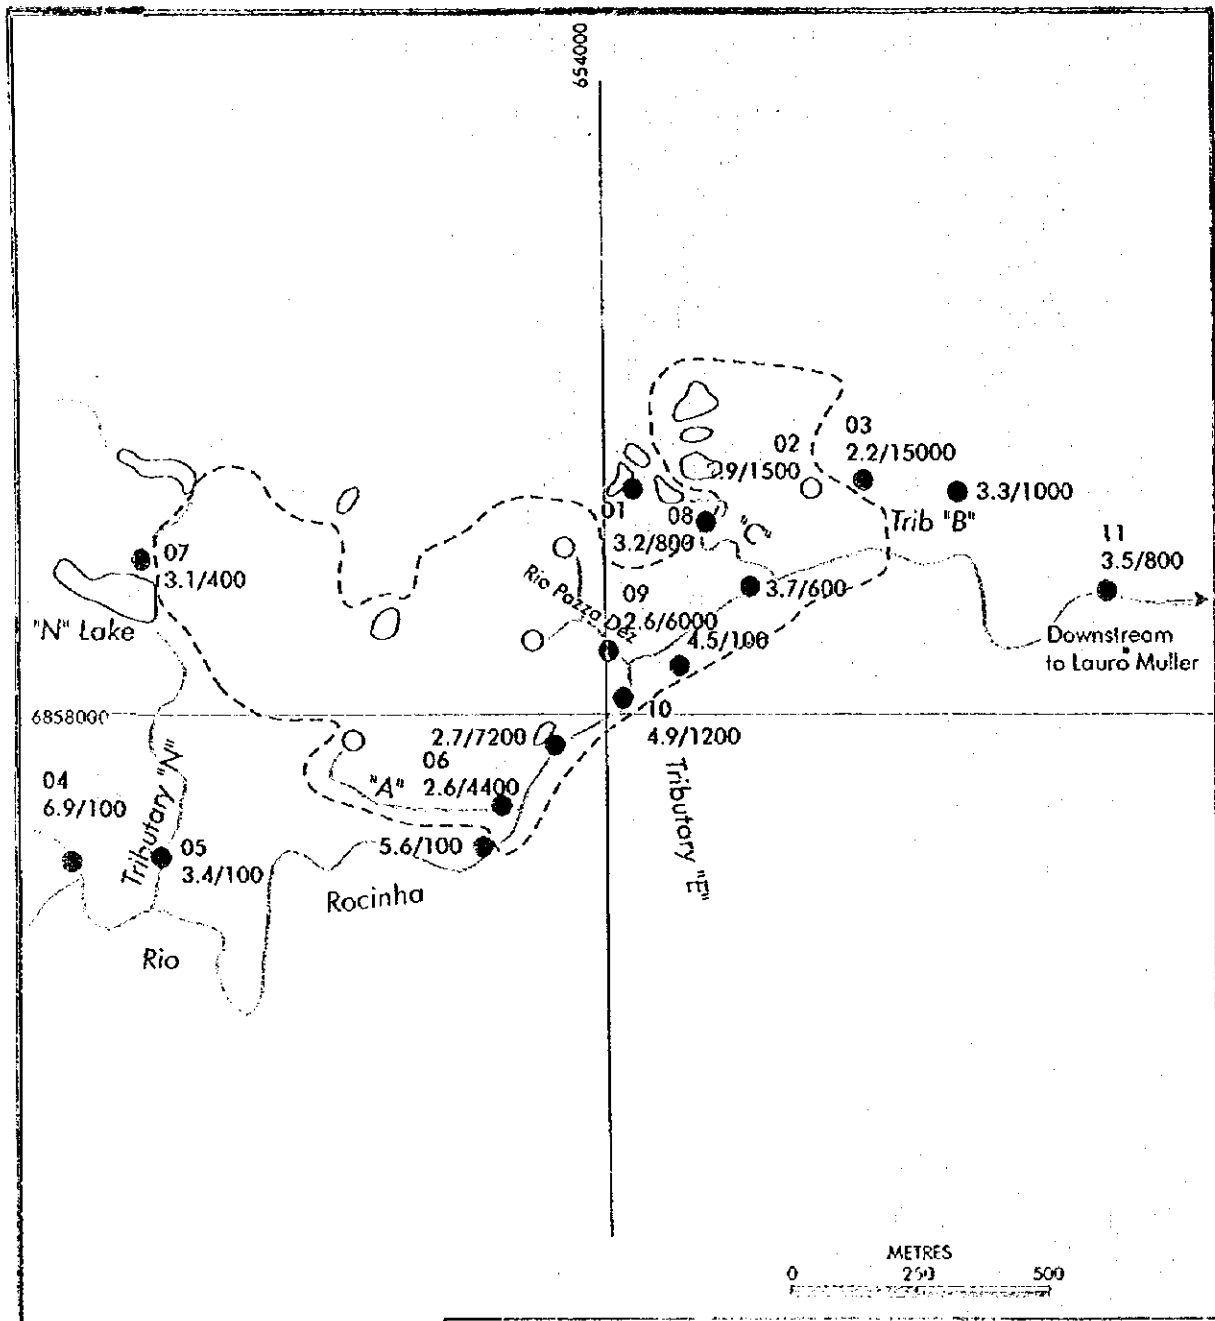 654000
03
02
2.2/15000
.9/1500
3.3/1000
01
08
"C"
Trib "B"
3.2/800
11
3.5/800
07
3.1/400
09
Rio Pazza Dez
2.6/6000
3.7/600
"N" Lake
4.5/100
Downstream
to Lauro Muller
6858000
10
4.9/1200
2.7/7200
06
"A"
2.6/4400
Tributary "N"
Tributary "E"
04
6.9/100
05
3.4/100
5.6/100
Rocinha
Rio
METRES
0 250 500